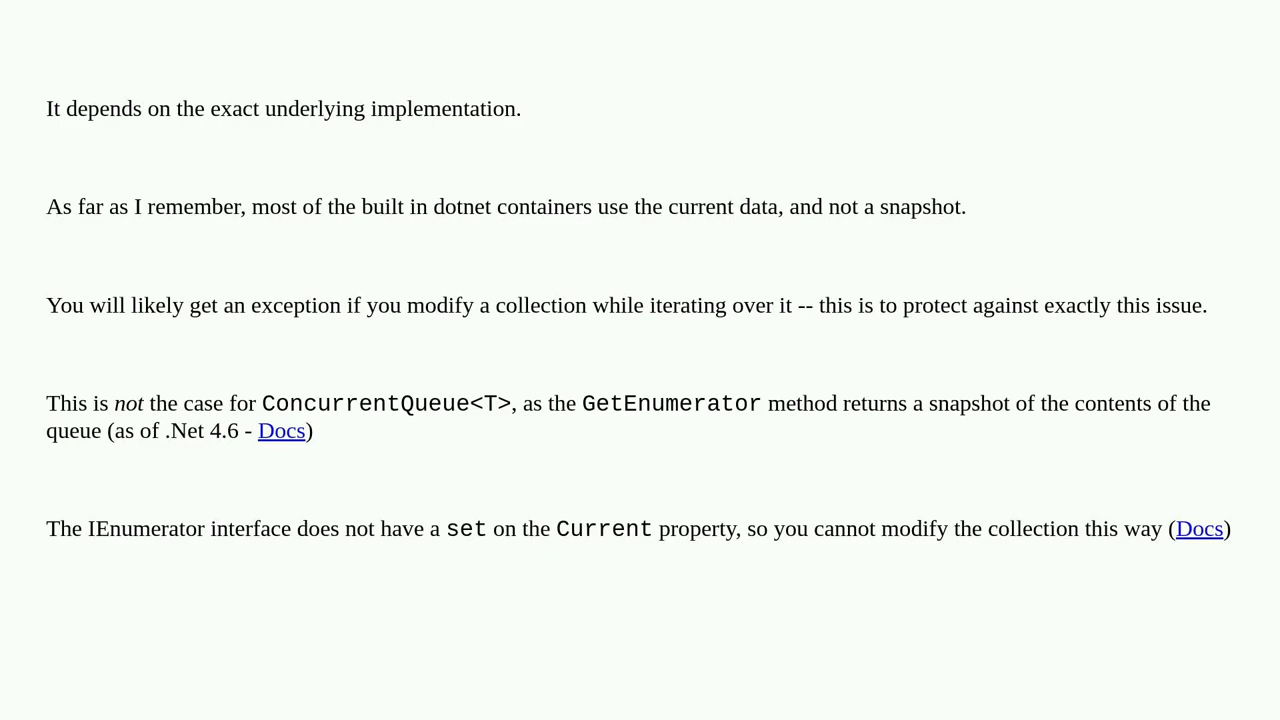 It depends on the exact underlying implementation.
As far as I remember, most of the built in dotnet containers use the current data, and not a snapshot.
You will likely get an exception if you modify a collection while iterating over it -- this is to protect against exactly this issue.
This is not the case for ConcurrentQueue<T>, as the GetEnumerator method returns a snapshot of the contents of the
queue (as of .Net 4.6 - Docs)
The IEnumerator interface does not have a set on the Current property, so you cannot modify the collection this way (Docs)